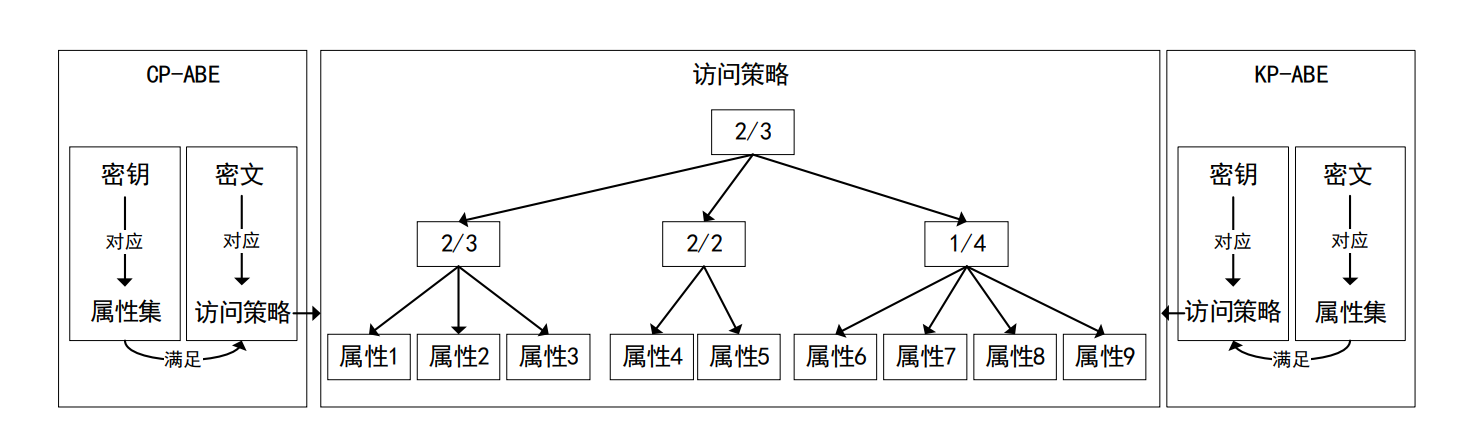 CP-ABE
密钥
密文
对应
对应
属性集
访问策略
满足
访问策略
2/3
2/3
2/2
1/4
属性1
属性2
属性3
属性4
属性5
属性6
属性7
属性8
属性9
KP-ABE
密钥
密文
对应
对应
访问策略
属性集
满足